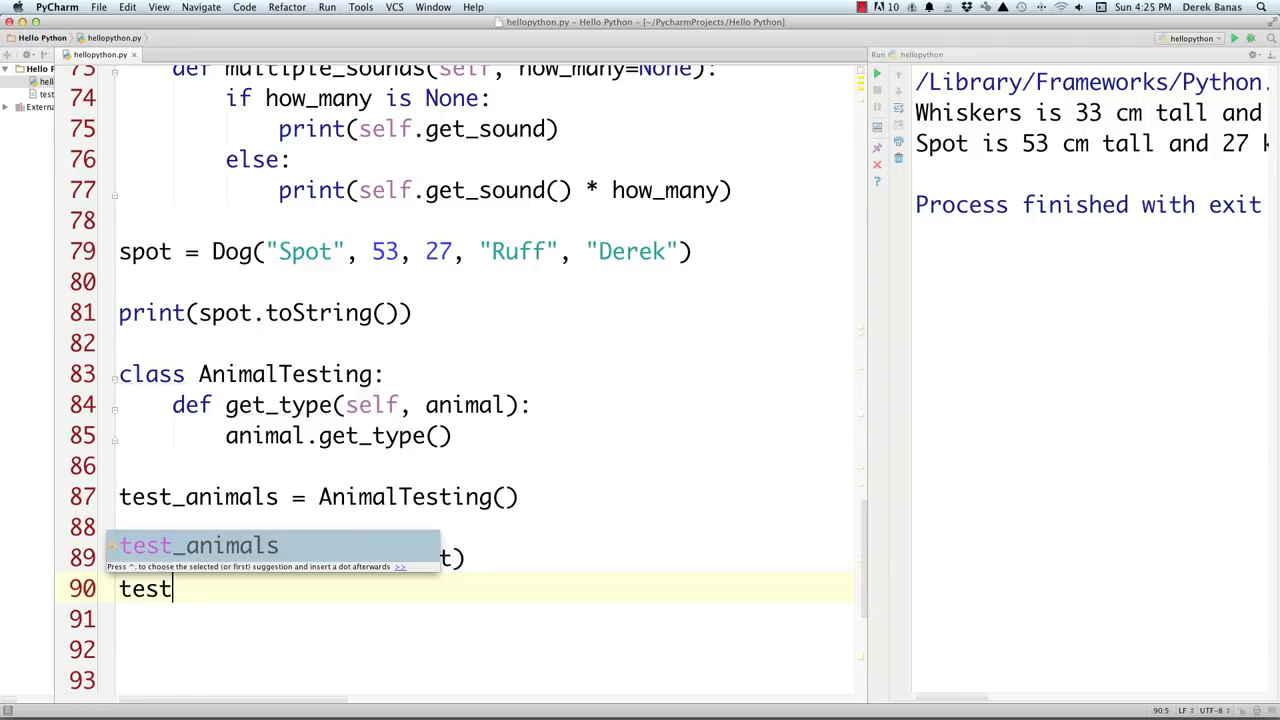 PyCharm File Edit View Navigate Code Refactor Run Tools VCS Window Help 10 Sun 4:25 PM Derek Banas
hellopython.py – Hello Python – [~/PycharmProjects/Hello Python]
Hello Python hellopython.py hellopython
hellopython.py Run hellopython
Hello P
hello
test
Externa
73 def multiple_sounds(self, how_many=None):
74 if how_many is None:
75 print(self.get_sound)
76 else:
77 print(self.get_sound() * how_many)
78
79 spot = Dog("Spot", 53, 27, "Ruff", "Derek")
80
81 print(spot.toString())
82
83 class AnimalTesting:
84 def get_type(self, animal):
85 animal.get_type()
86
87 test_animals = AnimalTesting()
88
test_animals
89 t)
Press ^. to choose the selected (or first) suggestion and insert a dot afterwards >>
90 test
91
92
93
/Library/Frameworks/Python.
Whiskers is 33 cm tall and
Spot is 53 cm tall and 27 k
Process finished with exit
90:5 LF UTF-8